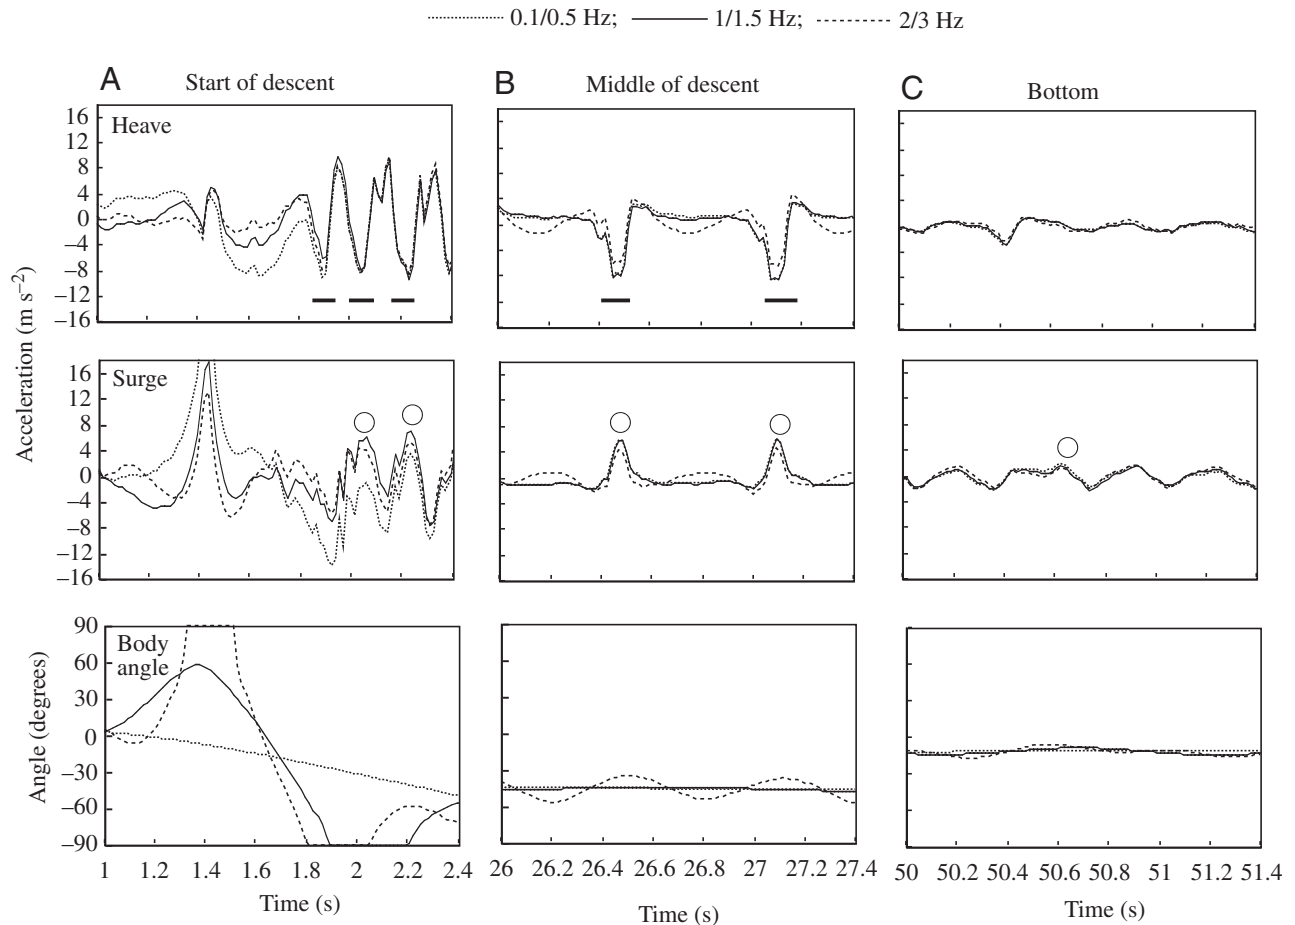 0.1/0.5 Hz; 1/1.5 Hz; 2/3 Hz
A Start of descent
B Middle of descent
C Bottom
Acceleration (m s−2)
Heave
16
12
8
4
0
−4
−8
−12
−16
Surge
16
12
8
4
0
−4
−8
−12
−16
Angle (degrees)
Body
angle
90
60
30
0
−30
−60
−90
1 1.2 1.4 1.6 1.8 2 2.2 2.4
Time (s)
26 26.2 26.4 26.6 26.8 27 27.2 27.4
Time (s)
50 50.2 50.4 50.6 50.8 51 51.2 51.4
Time (s)